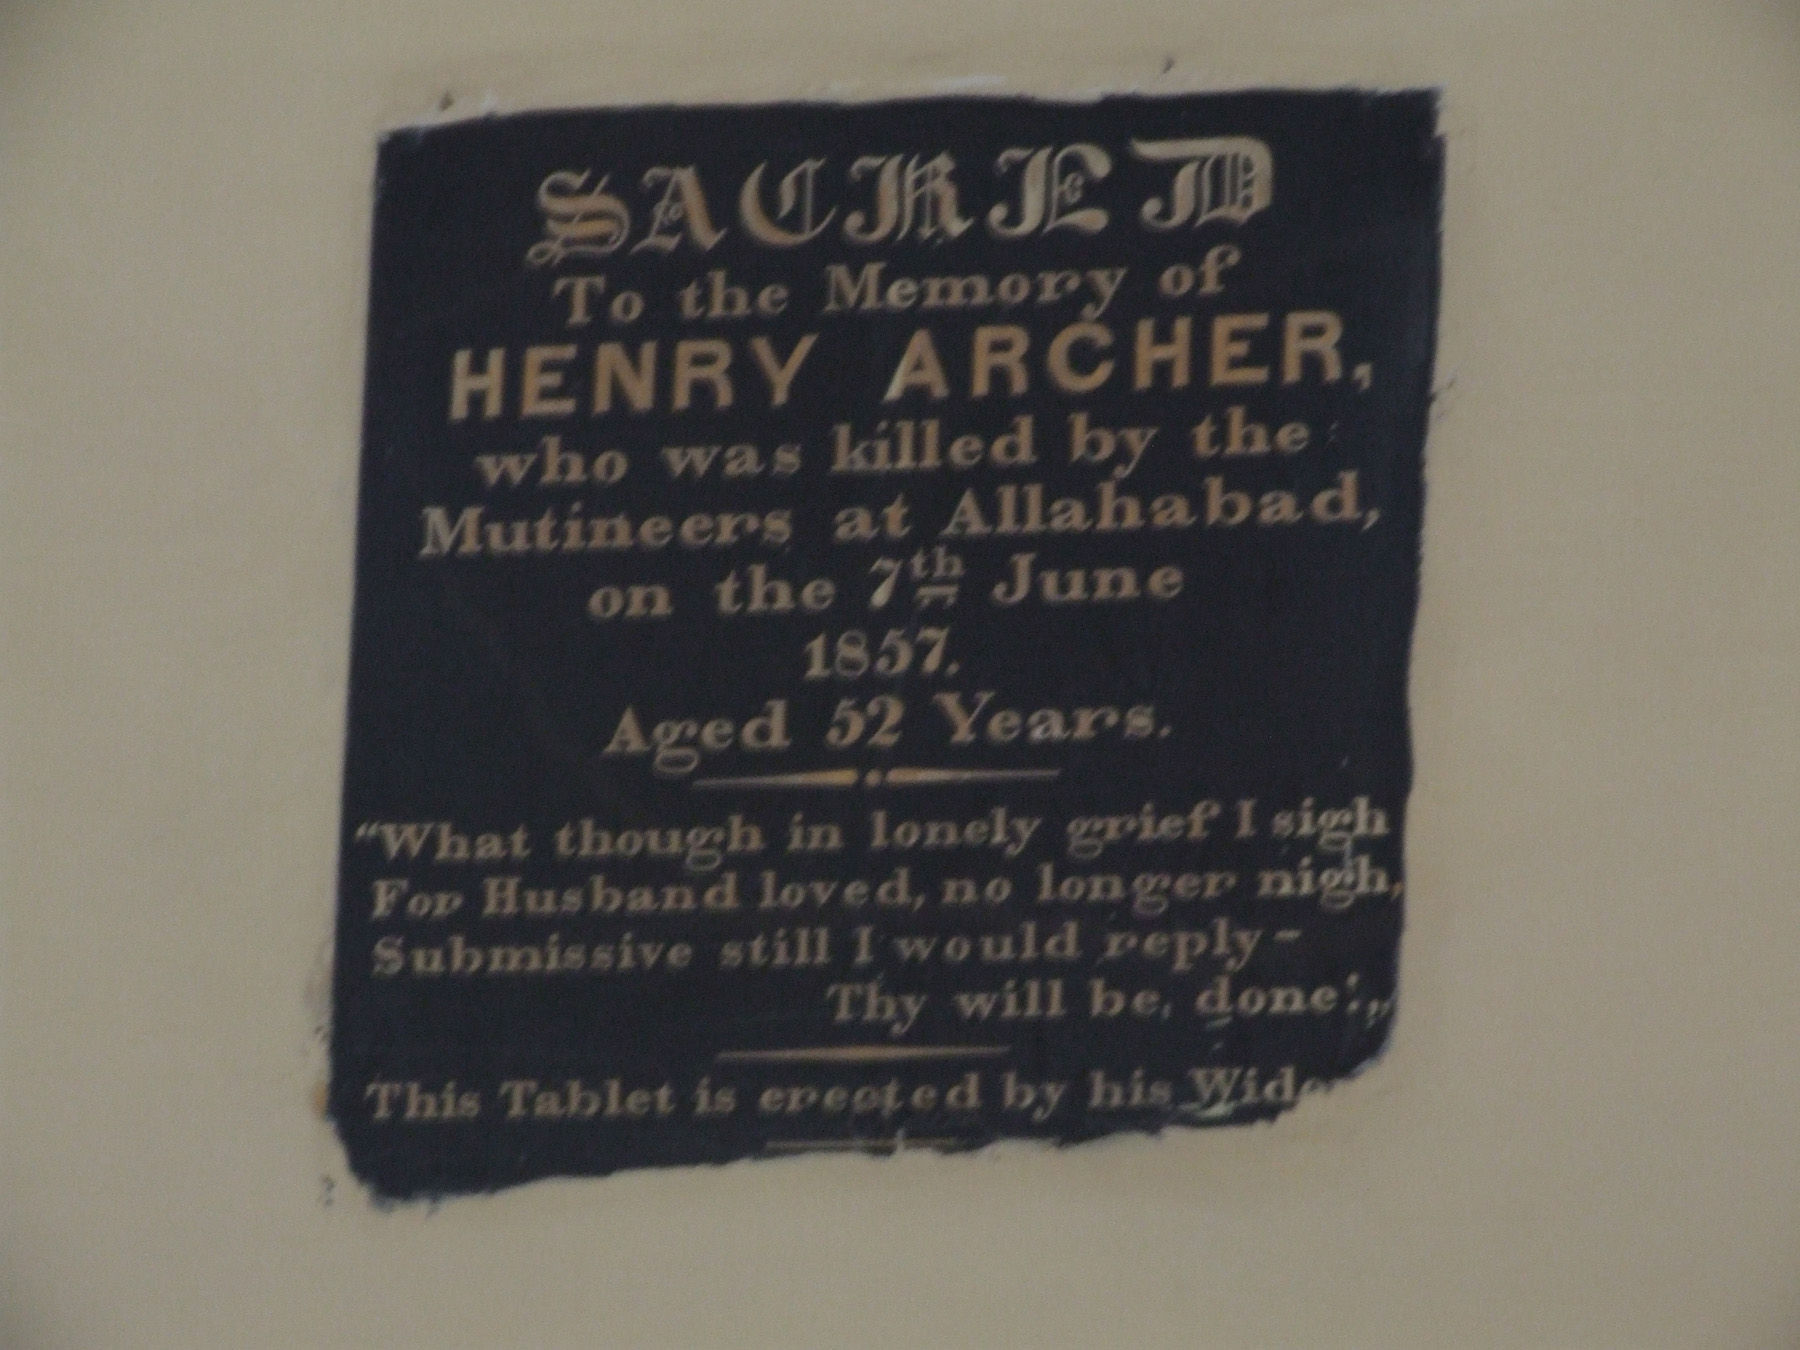 SACRED
To the Memory of
HENRY ARCHER,
who was killed by the
Mutineers at Allahabad,
on the 7th June
1857.
Aged 52 Years.
“What though in lonely grief I sigh
For Husband loved, no longer nigh,
Submissive still I would reply-
Thy will be, done!„
This Tablet is erected by his Wido